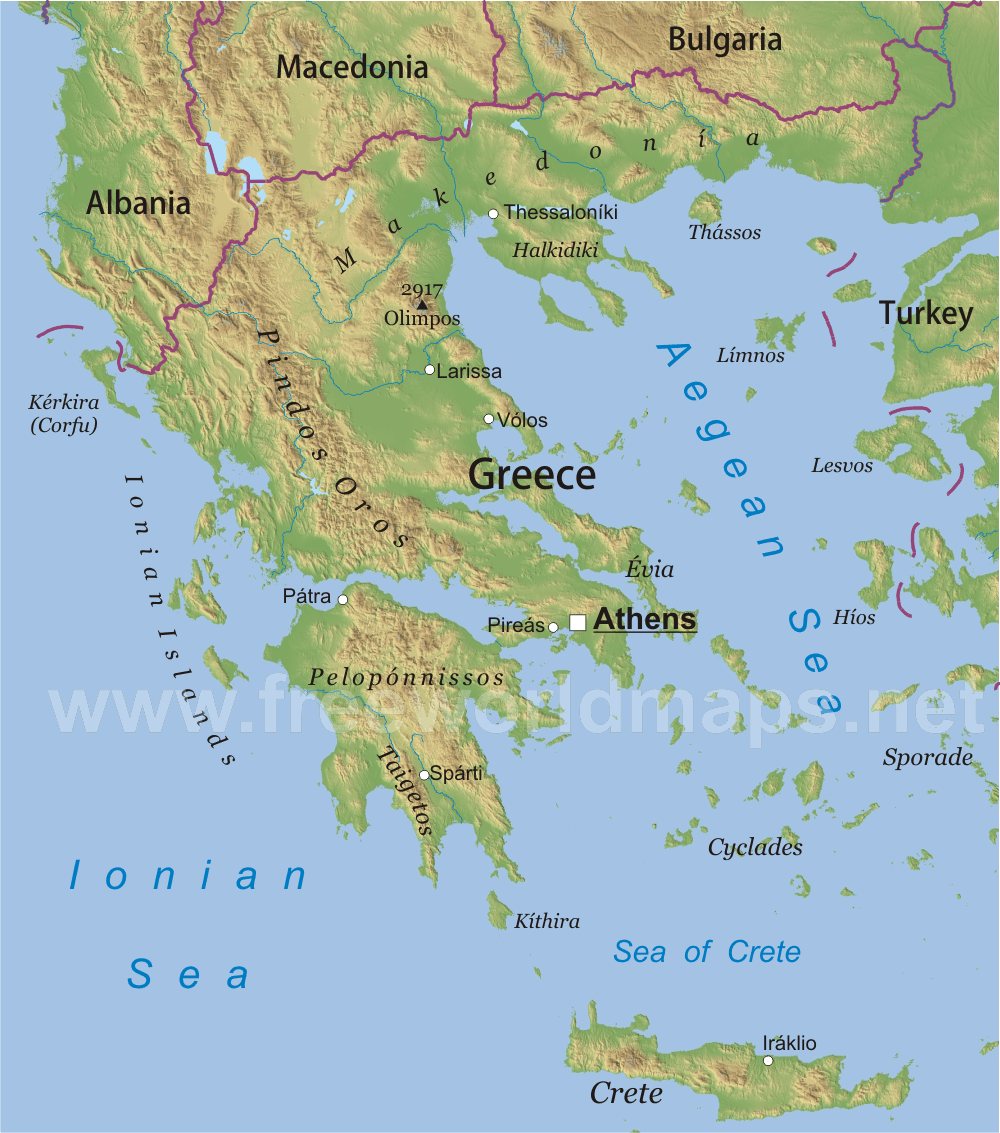 Bulgaria
Macedonia
Makedonía
Albania
Thessaloníki
Thássos
Halkidiki
2917
Olimpos
Turkey
Límnos
Larissa
Kérkira
(Corfu)
Pindos Oros
Vólos
Aegean Sea
Greece
Lesvos
Ionian Islands
Évia
Pátra
Híos
Pireás
Athens
Pelopónnissos
www.freeworldmaps.net
Sporade
Spárti
Taigetos
Cyclades
Ionian
Sea
Kíthira
Sea of Crete
Iráklio
Crete